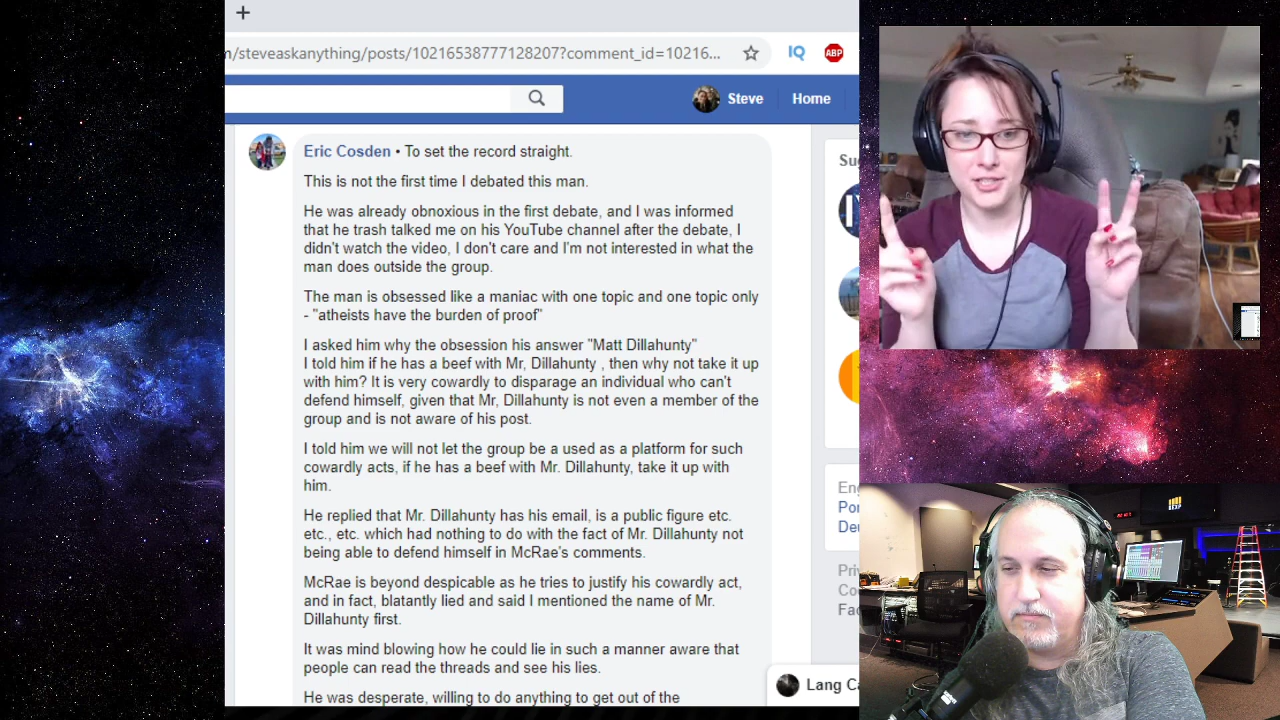 +
/steveaskanything/posts/10216538777128207?comment_id=10216...
IQ
ABP
Steve
Home
Eric Cosden • To set the record straight.
This is not the first time I debated this man.
He was already obnoxious in the first debate, and I was informed
that he trash talked me on his YouTube channel after the debate, I
didn't watch the video, I don't care and I'm not interested in what the
man does outside the group.
The man is obsessed like a maniac with one topic and one topic only
- "atheists have the burden of proof"
I asked him why the obsession his answer "Matt Dillahunty"
I told him if he has a beef with Mr, Dillahunty , then why not take it up
with him? It is very cowardly to disparage an individual who can't
defend himself, given that Mr, Dillahunty is not even a member of the
group and is not aware of his post.
I told him we will not let the group be a used as a platform for such
cowardly acts, if he has a beef with Mr. Dillahunty, take it up with
him.
He replied that Mr. Dillahunty has his email, is a public figure etc.
etc., etc. which had nothing to do with the fact of Mr. Dillahunty not
being able to defend himself in McRae's comments.
McRae is beyond despicable as he tries to justify his cowardly act,
and in fact, blatantly lied and said I mentioned the name of Mr.
Dillahunty first.
It was mind blowing how he could lie in such a manner aware that
people can read the threads and see his lies.
He was desperate, willing to do anything to get out of the
Su
Eng
Por
Deu
Priv
Coo
Fac
Lang Ca